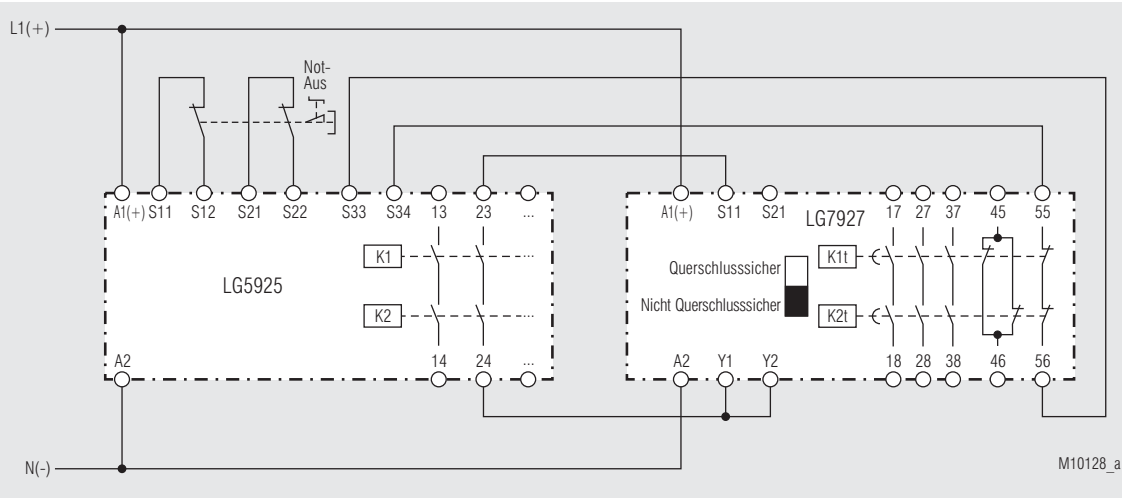 L1(+)
Not-
Aus
A1(+) S11 S12 S21 S22 S33 S34 13 23 ...
A1(+) S11 S21 17 27 37 45 55
LG7927
K1 ...
Querschlusssicher K1t
LG5925
Nicht Querschlusssicher K2t
K2 ...
A2 14 24 ...
A2 Y1 Y2 18 28 38 46 56
N(-)
M10128_a